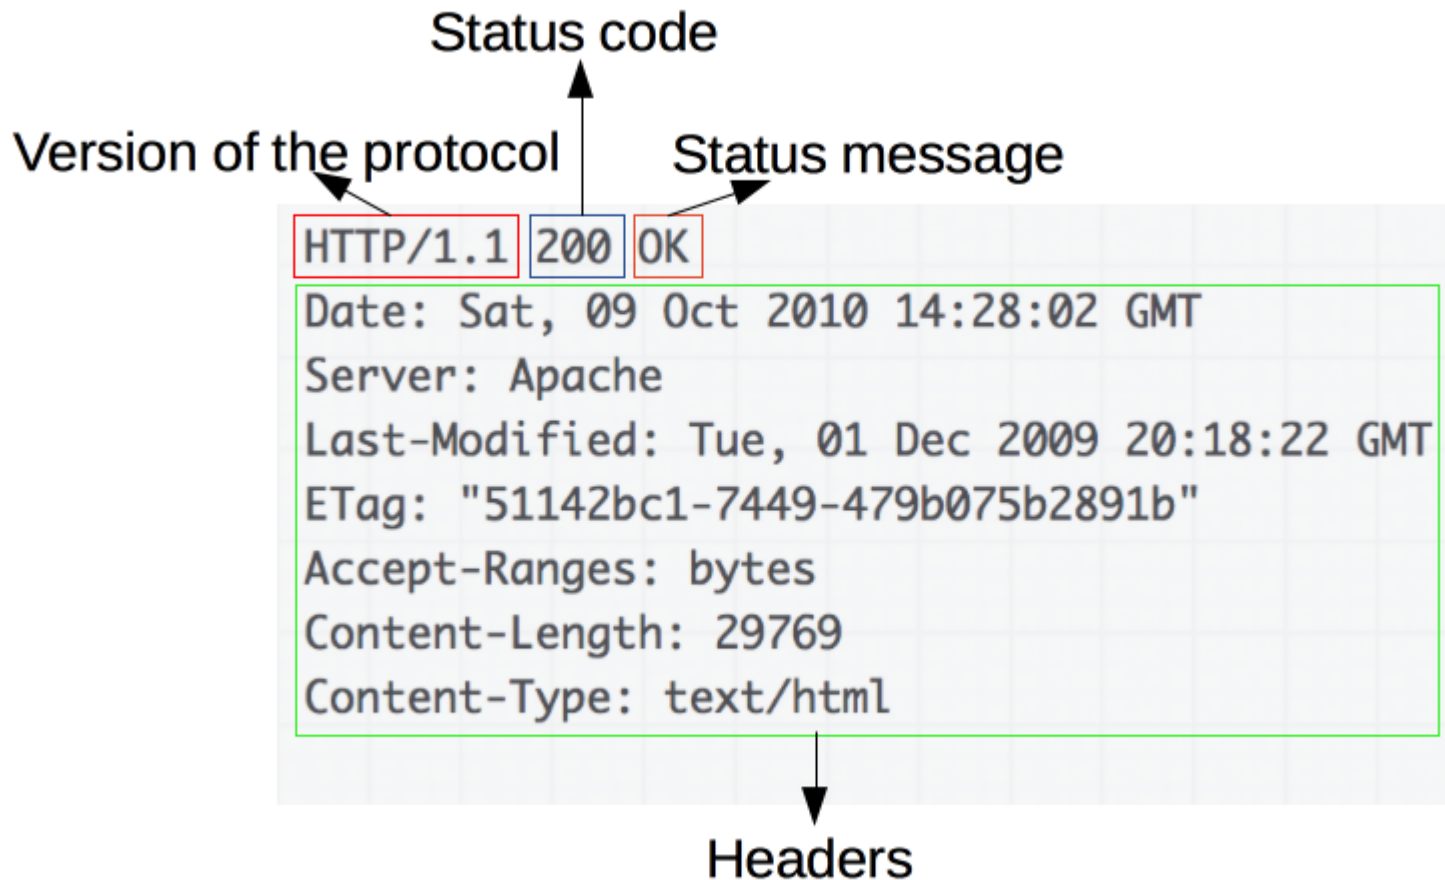 Status code
Version of the protocol
Status message
HTTP/1.1 200 OK
Date: Sat, 09 Oct 2010 14:28:02 GMT
Server: Apache
Last-Modified: Tue, 01 Dec 2009 20:18:22 GMT
ETag: "51142bc1-7449-479b075b2891b"
Accept-Ranges: bytes
Content-Length: 29769
Content-Type: text/html
Headers